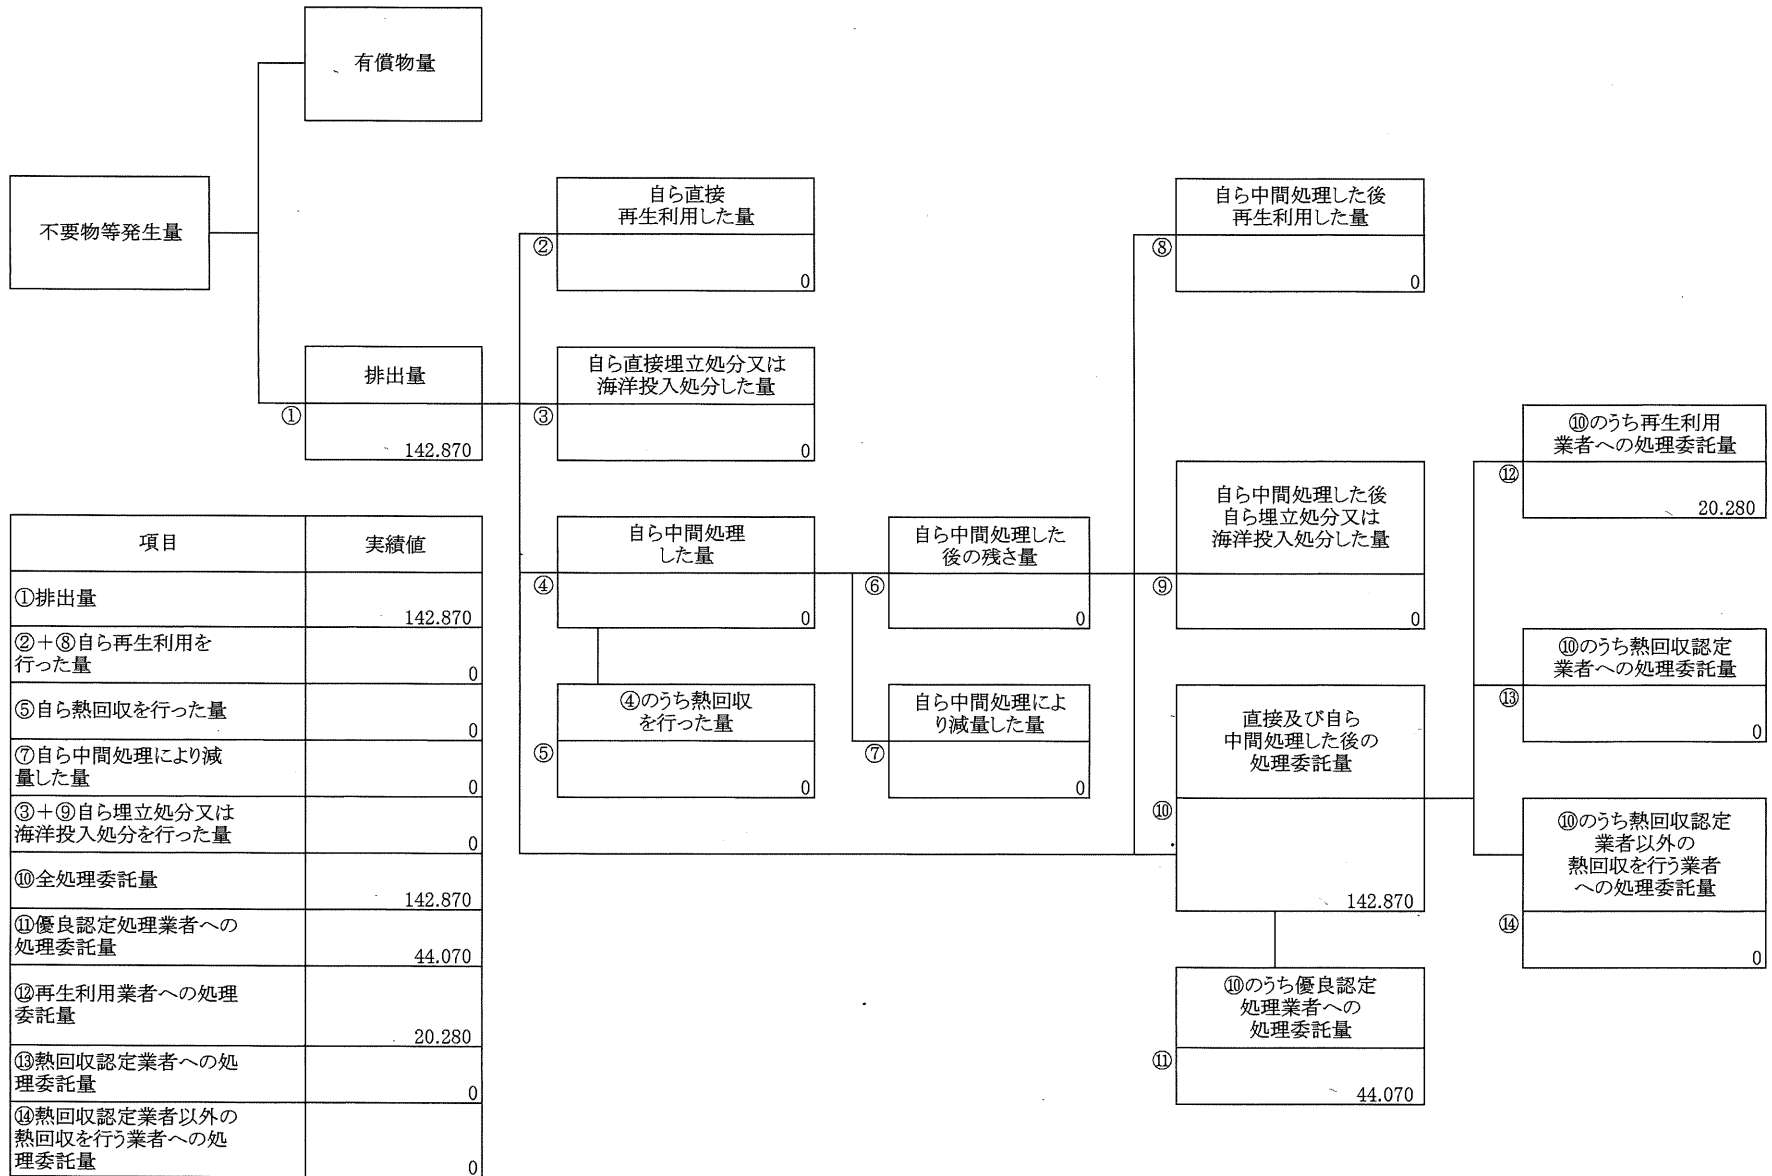 有償物量
不要物等発生量
自ら直接
再生利用した量
②
0
自ら中間処理した後
再生利用した量
⑧
0
排出量
①
142.870
自ら直接埋立処分又は
海洋投入処分した量
③
0
⑩のうち再生利用
業者への処理委託量
⑫
20.280
自ら中間処理
した量
④
0
自ら中間処理した
後の残さ量
⑥
0
自ら中間処理した後
自ら埋立処分又は
海洋投入処分した量
⑨
0
⑩のうち熱回収認定
業者への処理委託量
⑬
0
④のうち熱回収
を行った量
⑤
0
自ら中間処理によ
り減量した量
⑦
0
直接及び自ら
中間処理した後の
処理委託量
⑩
142.870
⑩のうち熱回収認定
業者以外の
熱回収を行う業者
への処理委託量
⑭
0
⑩のうち優良認定
処理業者への
処理委託量
⑪
44.070
項目 実績値
①排出量
142.870
②+⑧自ら再生利用を
行った量
0
⑤自ら熱回収を行った量
0
⑦自ら中間処理により減
量した量
0
③+⑨自ら埋立処分又は
海洋投入処分を行った量
0
⑩全処理委託量
142.870
⑪優良認定処理業者への
処理委託量
44.070
⑫再生利用業者への処理
委託量
20.280
⑬熱回収認定業者への処
理委託量
0
⑭熱回収認定業者以外の
熱回収を行う業者への処
理委託量
0